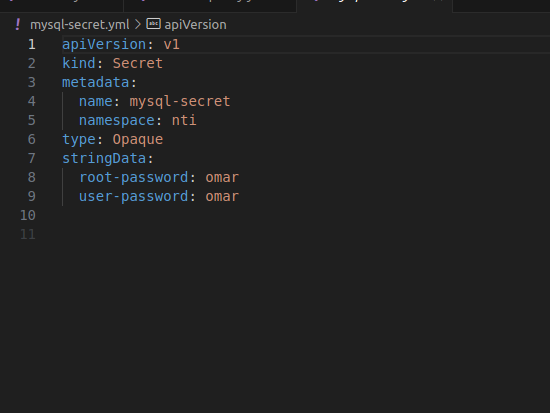 mysql-secret.yml > apiVersion
1 apiVersion: v1
2 kind: Secret
3 metadata:
4   name: mysql-secret
5   namespace: nti
6 type: Opaque
7 stringData:
8   root-password: omar
9   user-password: omar
10
11